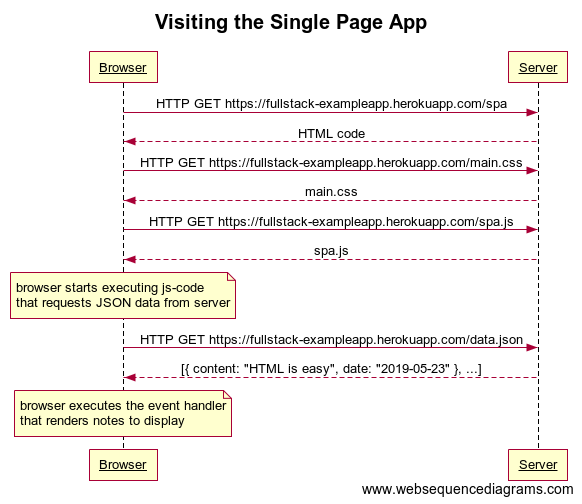 Visiting the Single Page App
Browser
Server
HTTP GET https://fullstack-exampleapp.herokuapp.com/spa
HTML code
HTTP GET https://fullstack-exampleapp.herokuapp.com/main.css
main.css
HTTP GET https://fullstack-exampleapp.herokuapp.com/spa.js
spa.js
browser starts executing js-code
that requests JSON data from server
HTTP GET https://fullstack-exampleapp.herokuapp.com/data.json
[{ content: "HTML is easy", date: "2019-05-23" }, ...]
browser executes the event handler
that renders notes to display
Browser
Server
www.websequencediagrams.com